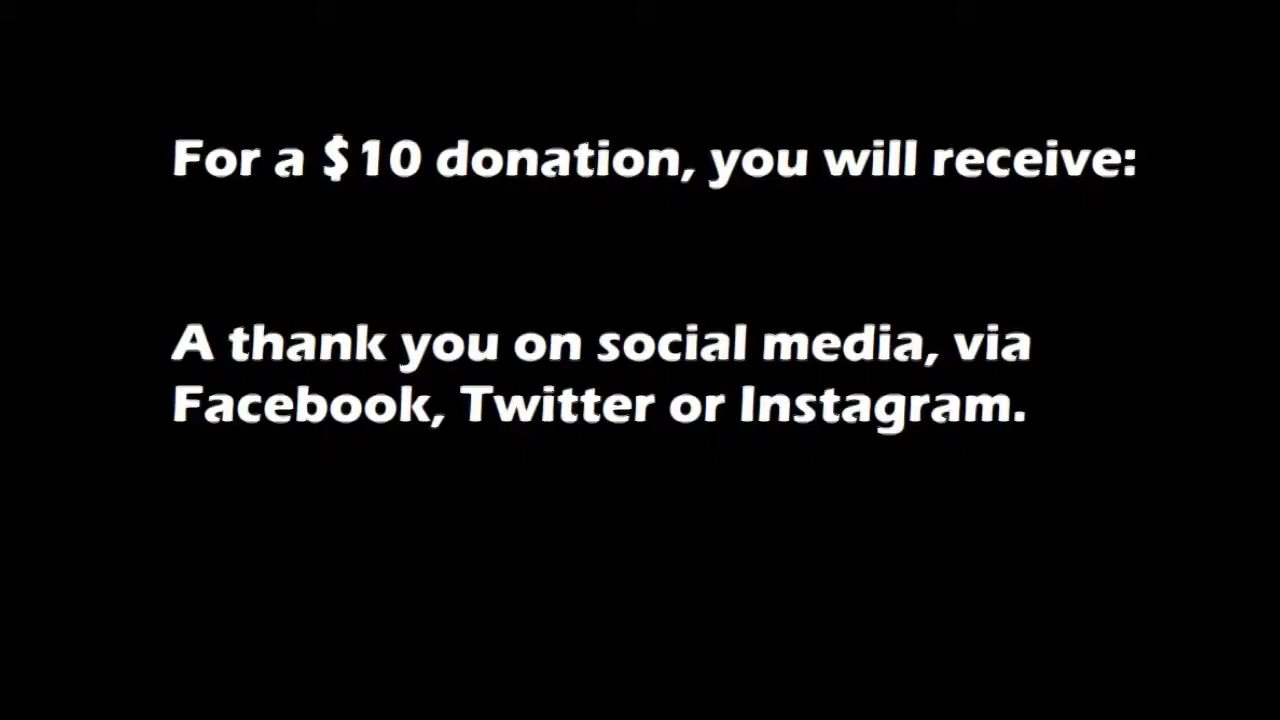 For a $10 donation, you will receive:
A thank you on social media, via
Facebook, Twitter or Instagram.